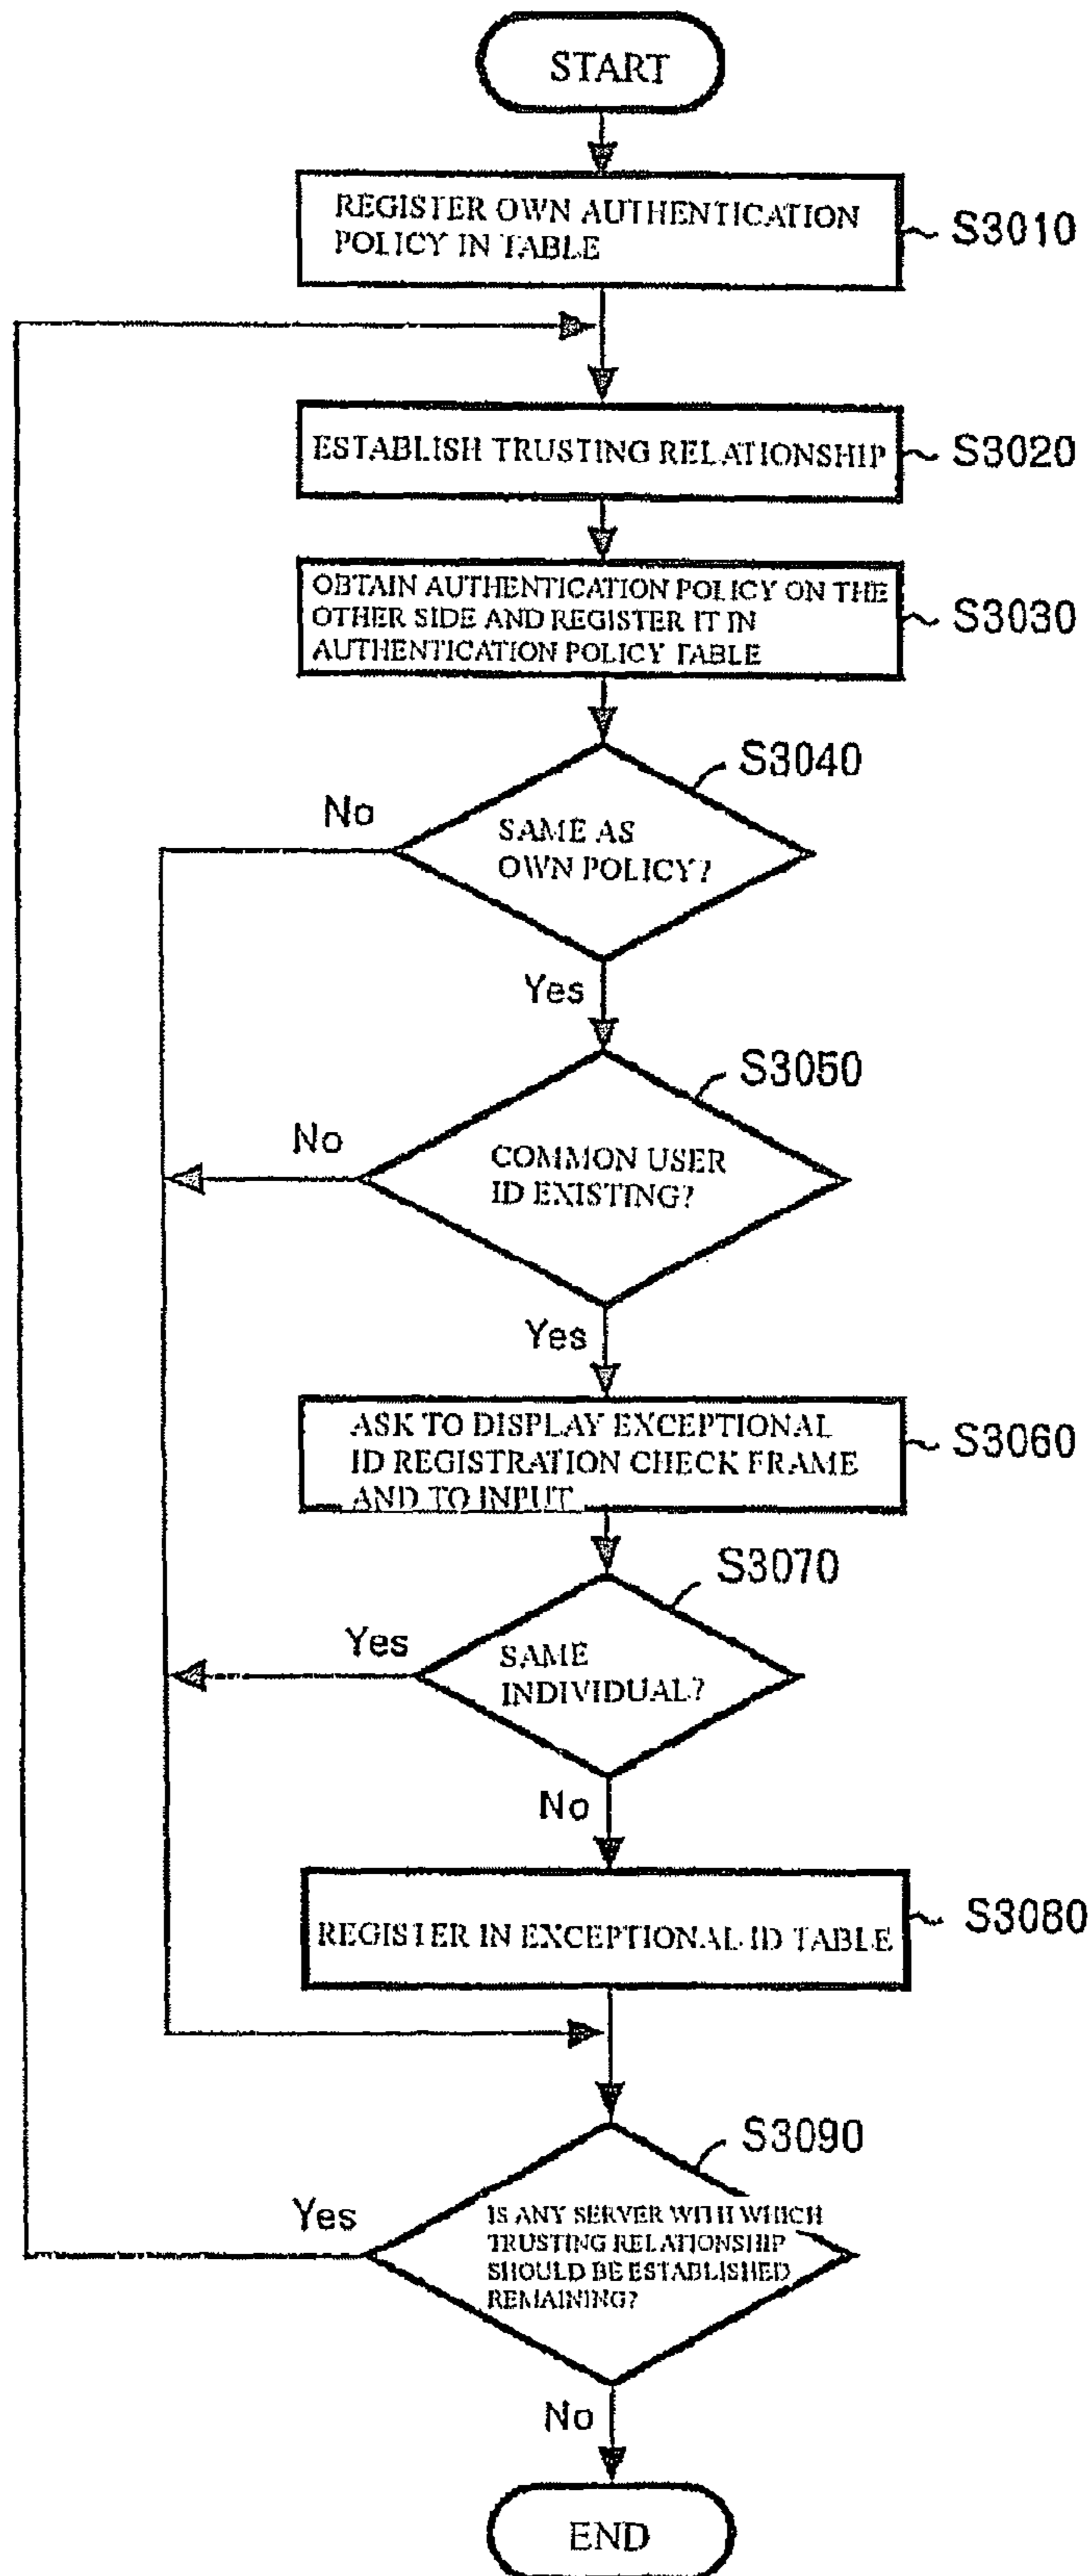 START
REGISTER OWN AUTHENTICATION
POLICY IN TABLE
S3010
ESTABLISH TRUSTING RELATIONSHIP
S3020
OBTAIN AUTHENTICATION POLICY ON THE
OTHER SIDE AND REGISTER IT IN
AUTHENTICATION POLICY TABLE
S3030
S3040
No
SAME AS
OWN POLICY?
Yes
S3050
No
COMMON USER
ID EXISTING?
Yes
ASK TO DISPLAY EXCEPTIONAL
ID REGISTRATION CHECK FRAME
AND TO INPUT
S3060
S3070
Yes
SAME
INDIVIDUAL?
No
REGISTER IN EXCEPTIONAL ID TABLE
S3080
S3090
Yes
IS ANY SERVER WITH WHICH
TRUSTING RELATIONSHIP
SHOULD BE ESTABLISHED
REMAINING?
No
END